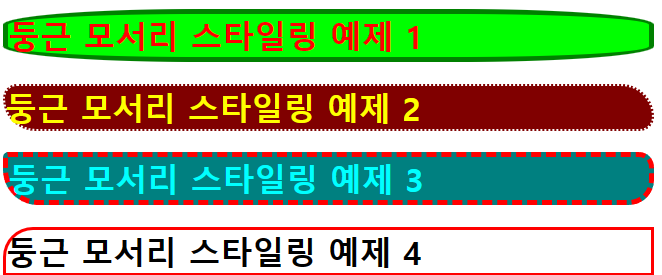 둥근 모서리 스타일링 예제 1
둥근 모서리 스타일링 예제 2
둥근 모서리 스타일링 예제 3
둥근 모서리 스타일링 예제 4